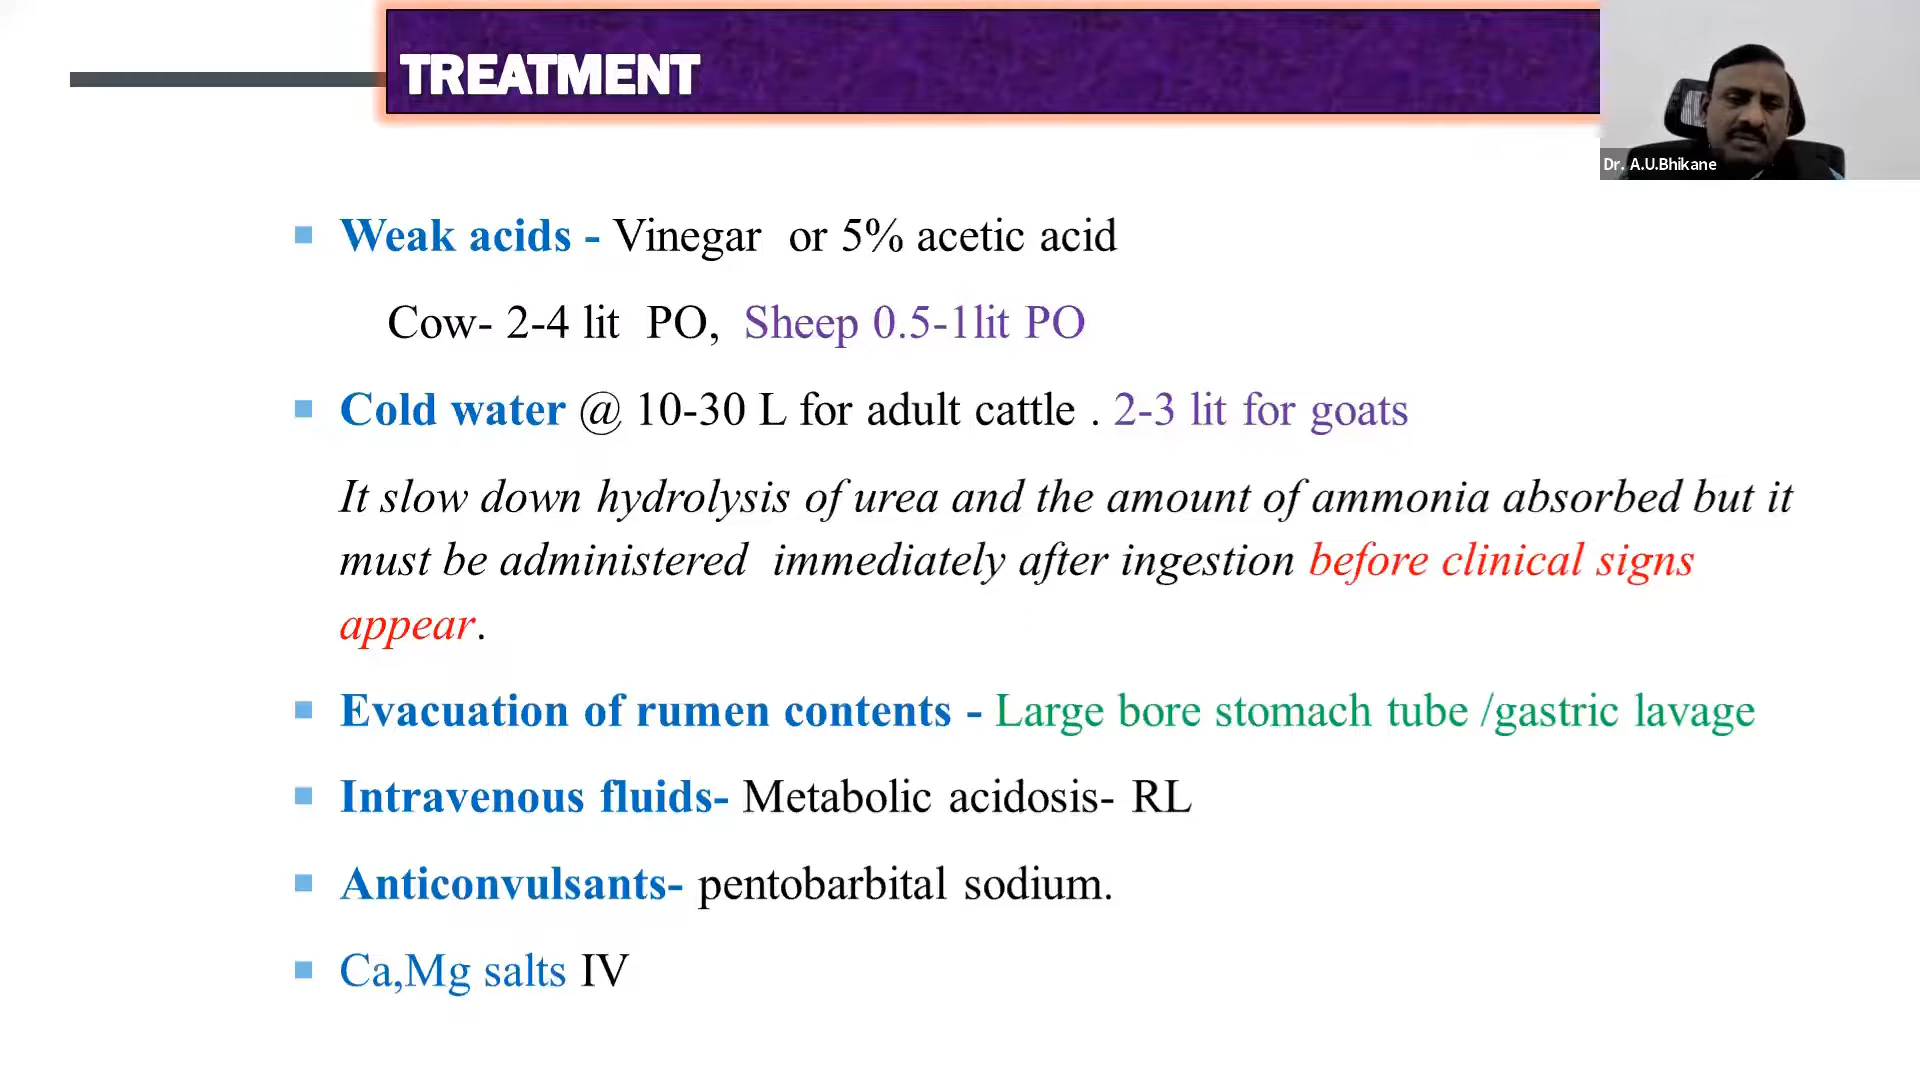 TREATMENT
Dr. A.U.Bhikane
Weak acids - Vinegar or 5% acetic acid
Cow- 2-4 lit PO, Sheep 0.5-1lit PO
Cold water @ 10-30 L for adult cattle . 2-3 lit for goats
It slow down hydrolysis of urea and the amount of ammonia absorbed but it
must be administered immediately after ingestion before clinical signs
appear.
Evacuation of rumen contents - Large bore stomach tube /gastric lavage
Intravenous fluids- Metabolic acidosis- RL
Anticonvulsants- pentobarbital sodium.
Ca,Mg salts IV